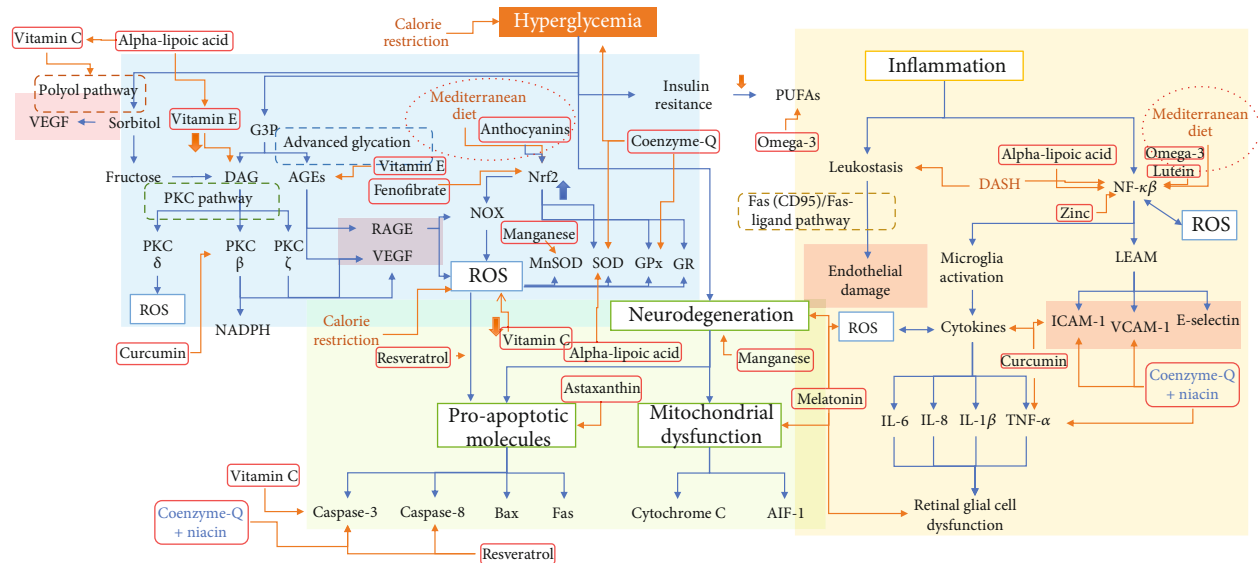 Hyperglycemia
Calorie
restriction
Vitamin C
Alpha-lipoic acid
Polyol pathway
VEGF
Sorbitol
Vitamin E
Fructose
G3P
Advanced glycation
DAG
AGEs
Vitamin E
Fenofibrate
PKC pathway
PKC
δ
PKC
β
PKC
ζ
ROS
NADPH
Curcumin
RAGE
VEGF
Mediterranean
diet
Anthocyanins
Nrf2
NOX
Manganese
MnSOD
SOD
GPx
GR
ROS
Coenzyme-Q
Insulin
resitance
PUFAs
Omega-3
Calorie
restriction
Resveratrol
Vitamin C
Alpha-lipoic acid
Neurodegeneration
Manganese
Astaxanthin
Pro-apoptotic
molecules
Mitochondrial
dysfunction
Melatonin
Vitamin C
Coenzyme-Q
+ niacin
Caspase-3
Caspase-8
Bax
Fas
Cytochrome C
AIF-1
Resveratrol
Inflammation
Leukostasis
DASH
Alpha-lipoic acid
Mediterranean
diet
Omega-3
Lutein
NF-κβ
Zinc
ROS
Fas (CD95)/Fas-
ligand pathway
Endothelial
damage
Microglia
activation
LEAM
ICAM-1
VCAM-1
E-selectin
ROS
Cytokines
Curcumin
Coenzyme-Q
+ niacin
IL-6
IL-8
IL-1β
TNF-α
Retinal glial cell
dysfunction